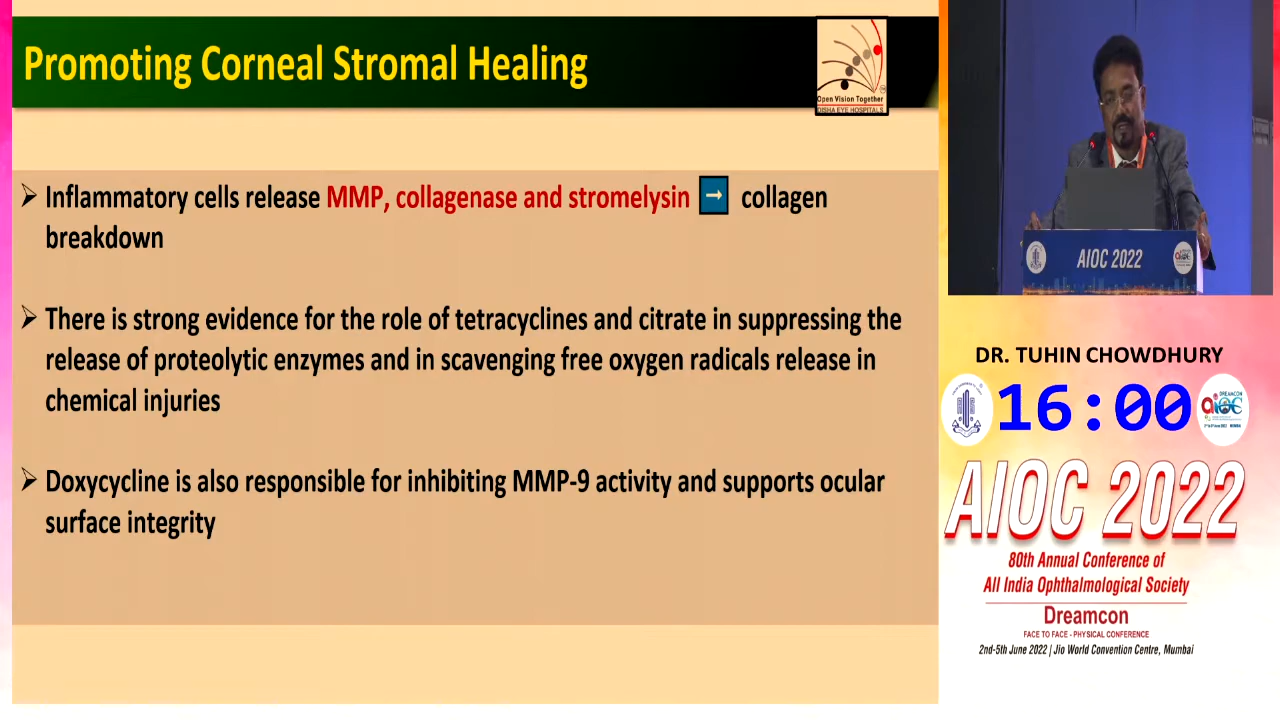 Promoting Corneal Stromal Healing
Open Vision Together
DISHA EYE HOSPITALS
Inflammatory cells release MMP, collagenase and stromelysin → collagen
breakdown
There is strong evidence for the role of tetracyclines and citrate in suppressing the
release of proteolytic enzymes and in scavenging free oxygen radicals release in
chemical injuries
Doxycycline is also responsible for inhibiting MMP-9 activity and supports ocular
surface integrity
AIOC 2022
DR. TUHIN CHOWDHURY
16:00
DREAMCON
aioc
AIOC 2022
80th Annual Conference of
All India Ophthalmological Society
Dreamcon
FACE TO FACE - PHYSICAL CONFERENCE
2nd-5th June 2022 | Jio World Convention Centre, Mumbai